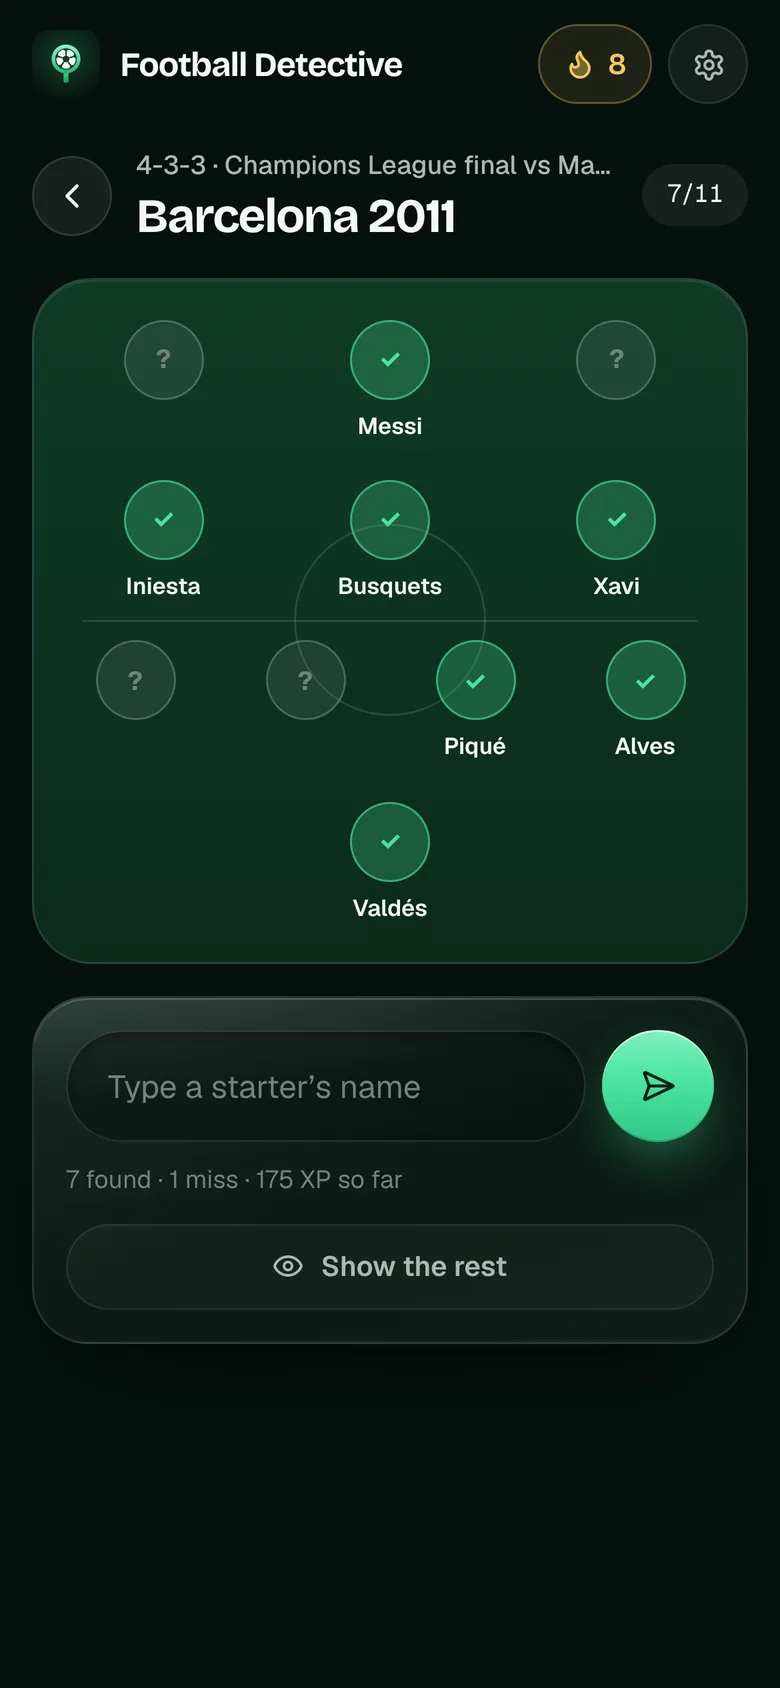 Football Detective
8
4-3-3 · Champions League final vs Ma...
Barcelona 2011
7/11
?
?
Messi
Iniesta
Busquets
Xavi
?
?
Piqué
Alves
Valdés
Type a starter’s name
7 found · 1 miss · 175 XP so far
Show the rest